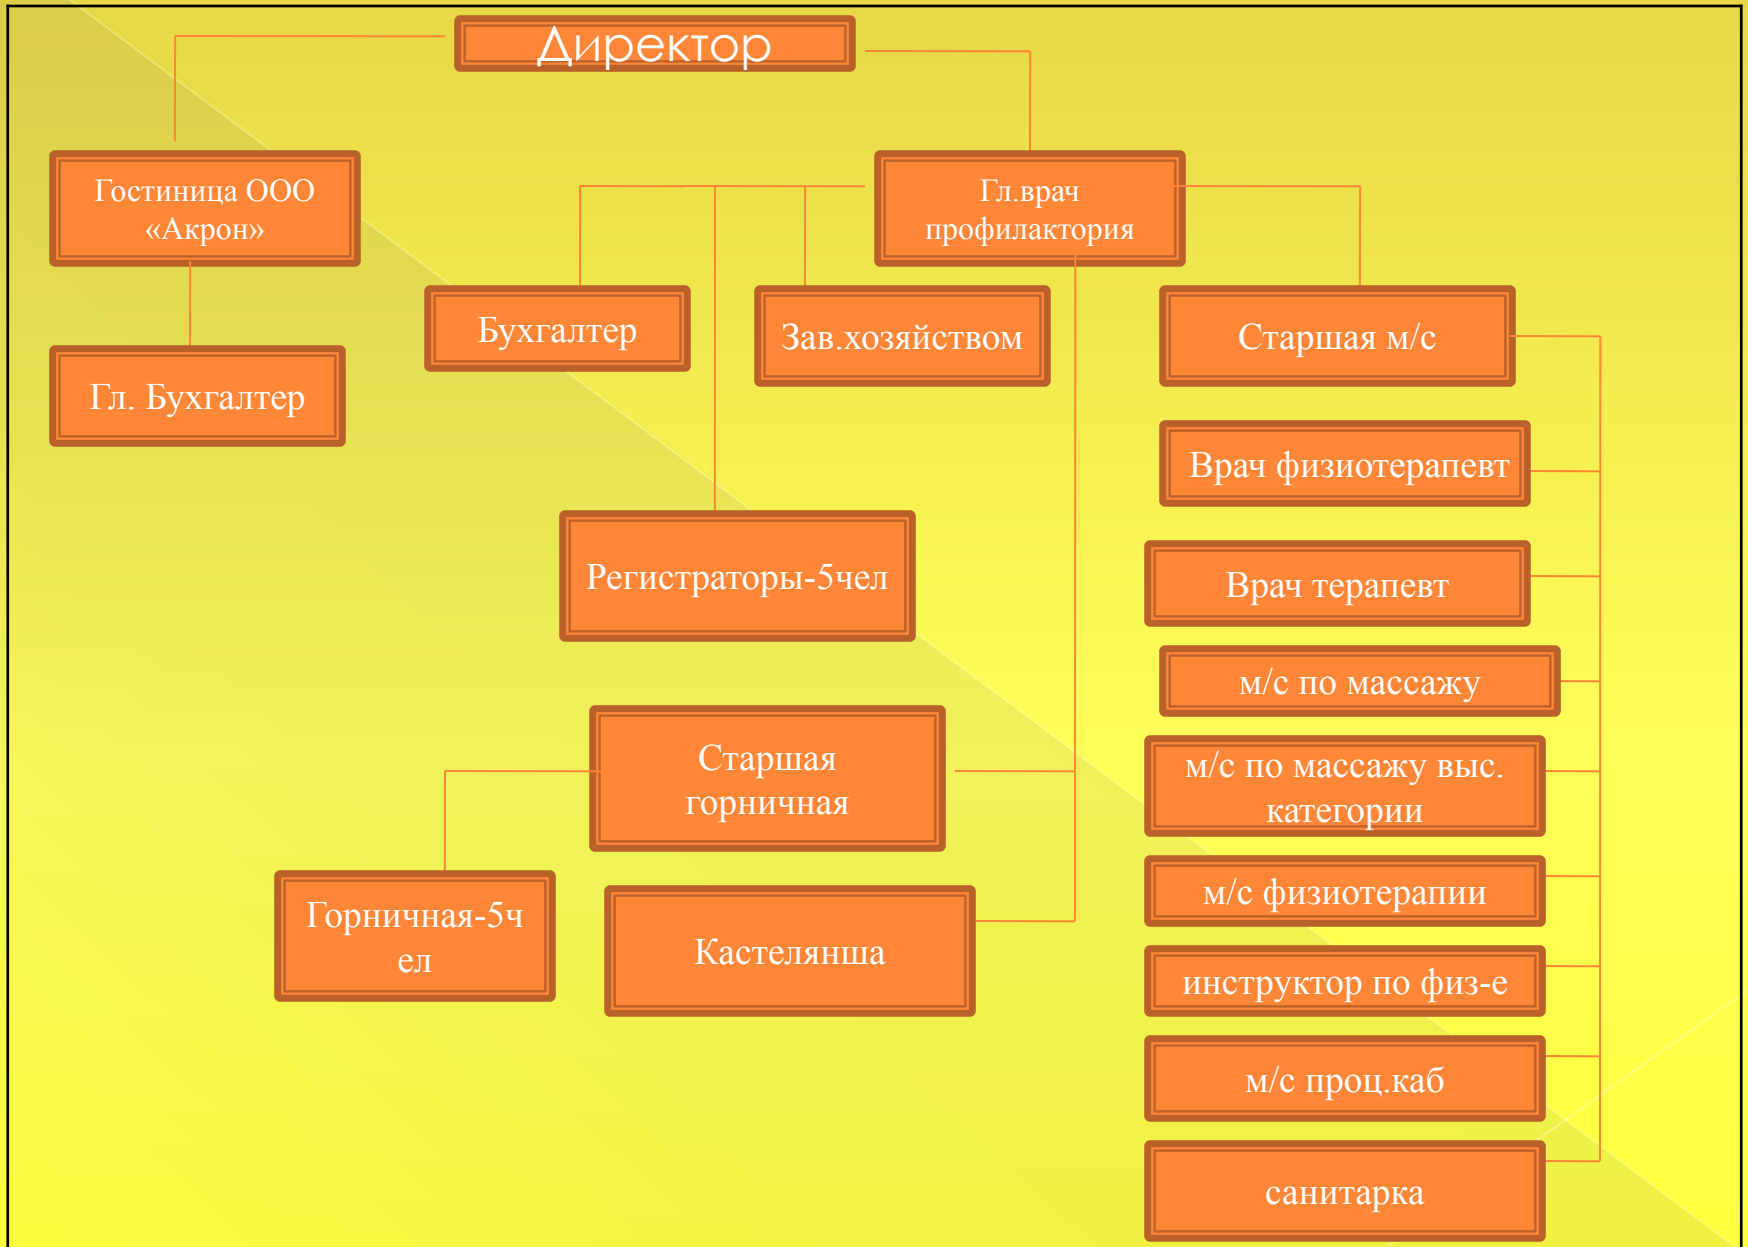 Директор
Гостиница ООО
«Акрон»
Гл.врач
профилактория
Бухгалтер
Зав.хозяйством
Старшая м/с
Гл. Бухгалтер
Врач физиотерапевт
Регистраторы-5чел
Врач терапевт
м/с по массажу
Старшая
горничная
м/с по массажу выс.
категории
м/с физиотерапии
Горничная-5ч
ел
Кастелянша
инструктор по физ-е
м/с проц.каб
санитарка